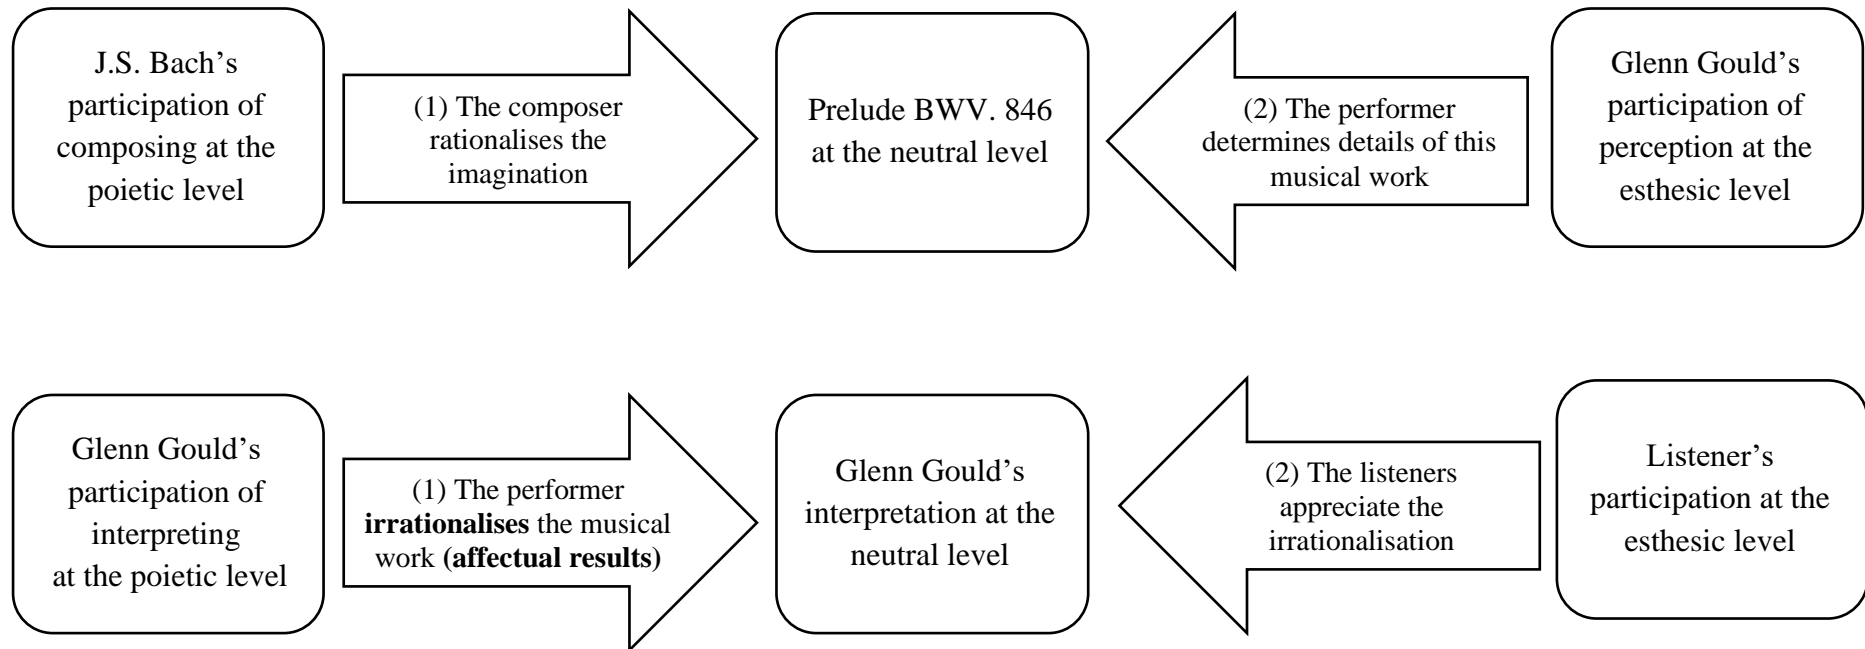 J.S. Bach’s
participation of
composing at the
poietic level
(1) The composer
rationalises the
imagination
Prelude BWV. 846
at the neutral level
(2) The performer
determines details of this
musical work
Glenn Gould’s
participation of
perception at the
esthesic level
Glenn Gould’s
participation of
interpreting
at the poietic level
(1) The performer
irrationalises the musical
work (affectual results)
Glenn Gould’s
interpretation at the
neutral level
(2) The listeners
appreciate the
irrationalisation
Listener’s
participation at the
esthesic level